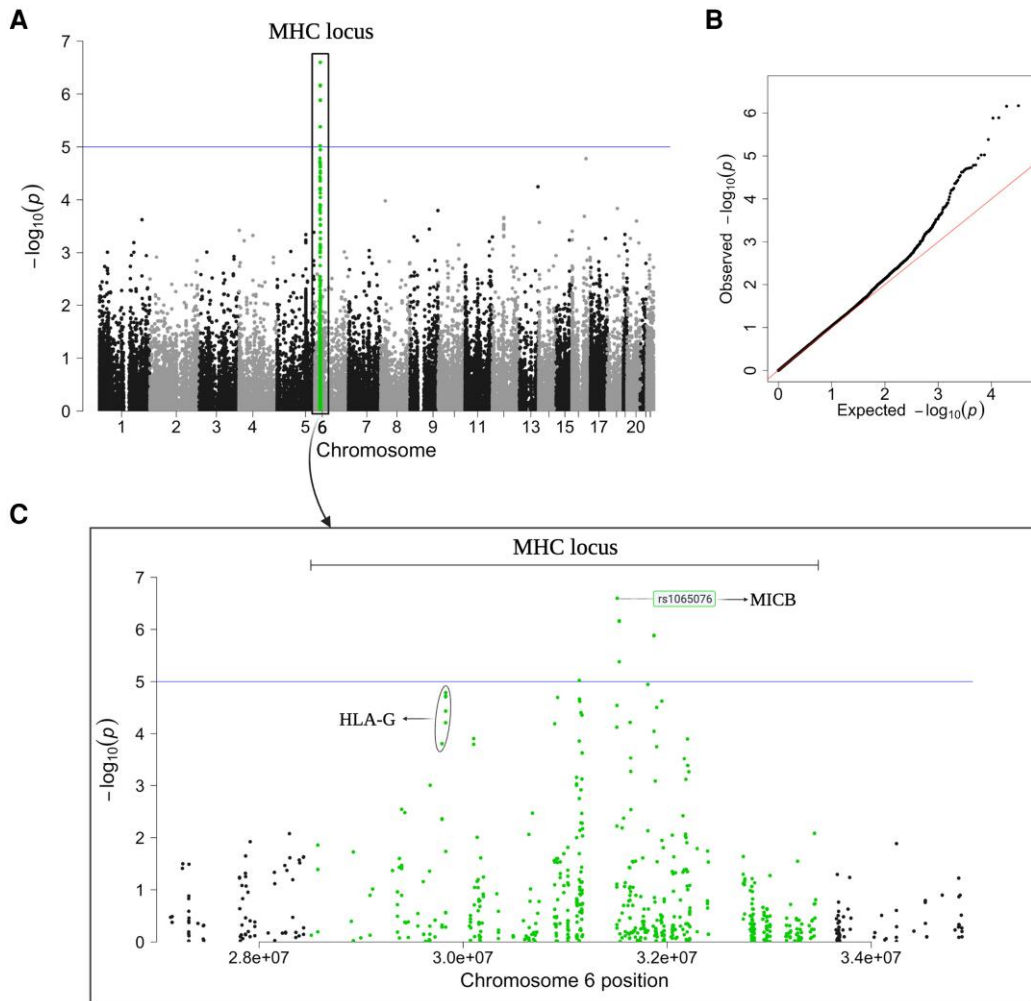 A
MHC locus
7
6
5
4
3
2
1
0
−log10(p)
1 2 3 4 5 6 7 8 9 11 13 15 17 20
Chromosome
B
6
5
4
3
2
1
0
Observed −log10(p)
0 1 2 3 4
Expected −log10(p)
C
MHC locus
7
6
5
4
3
2
1
0
−log10(p)
rs1065076
MICB
HLA-G
2.8e+07 3.0e+07 3.2e+07 3.4e+07
Chromosome 6 position